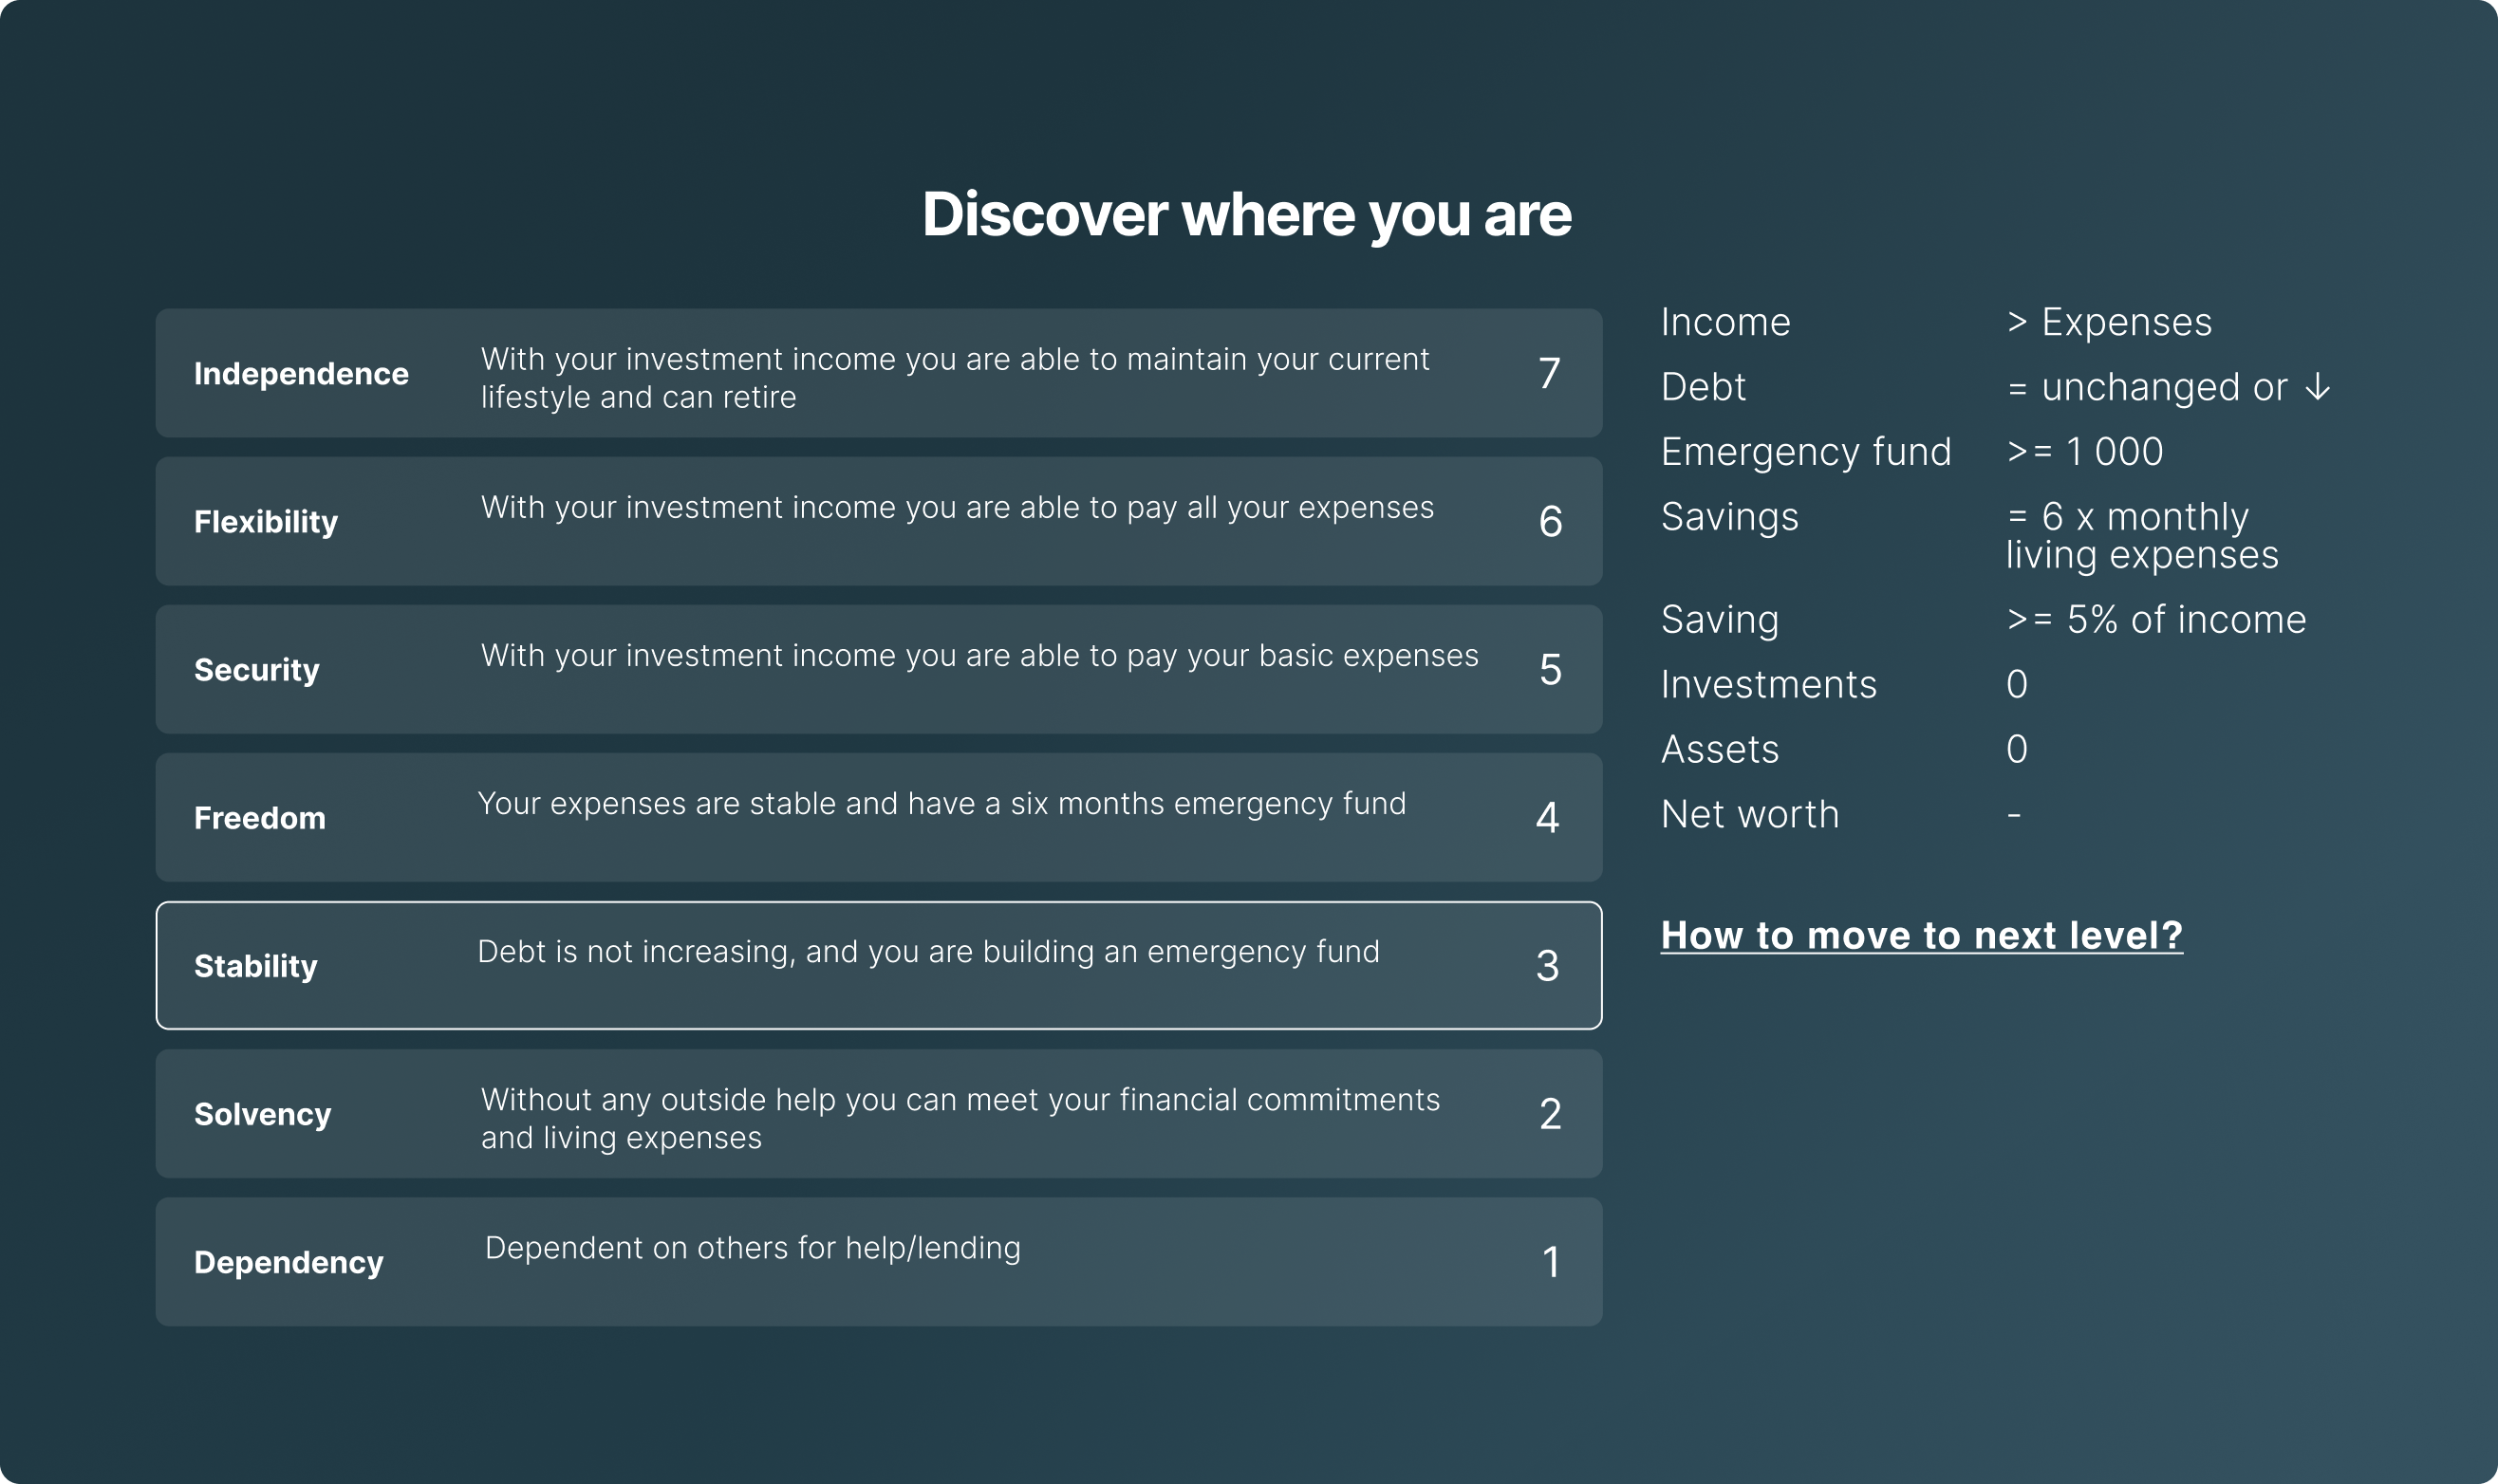 Discover where you are
Independence
With your investment income you are able to maintain your current
lifestyle and can retire
7
Flexibility
With your investment income you are able to pay all your expenses
6
Security
With your investment income you are able to pay your basic expenses
5
Freedom
Your expenses are stable and have a six months emergency fund
4
Stability
Debt is not increasing, and you are building an emergency fund
3
Solvency
Without any outside help you can meet your financial commitments
and living expenses
2
Dependency
Dependent on others for help/lending
1
Income > Expenses
Debt = unchanged or ↓
Emergency fund >= 1 000
Savings = 6 x monthly
living expenses
Saving >= 5% of income
Investments 0
Assets 0
Net worth -
How to move to next level?